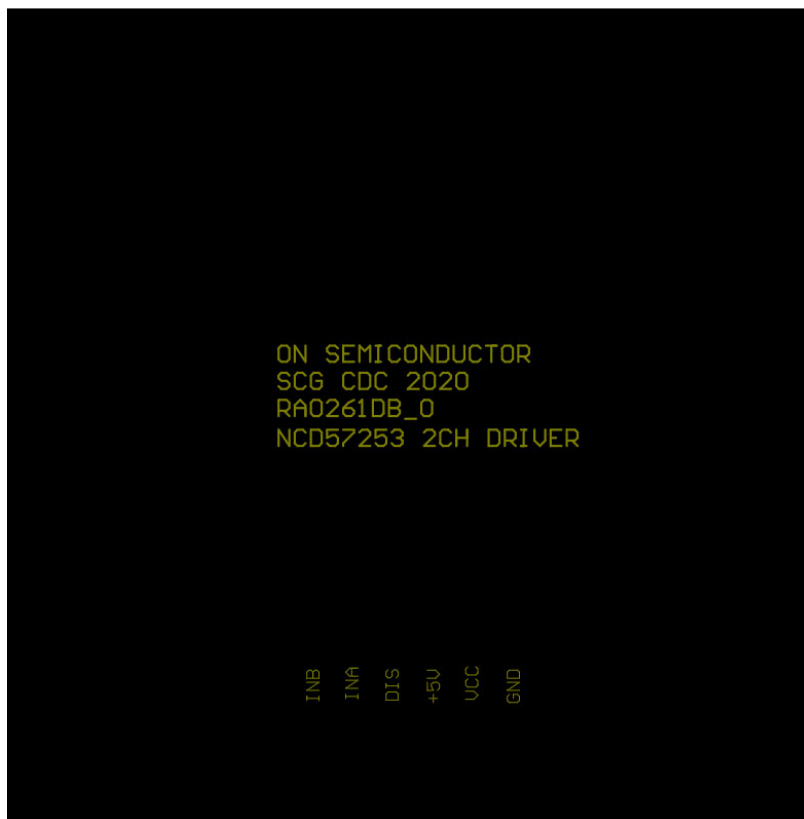 ON SEMICONDUCTOR
SCG CDC 2020
RA0261DB_0
NCD57253 2CH DRIVER
INB
INA
DIS
+5V
VCC
GND